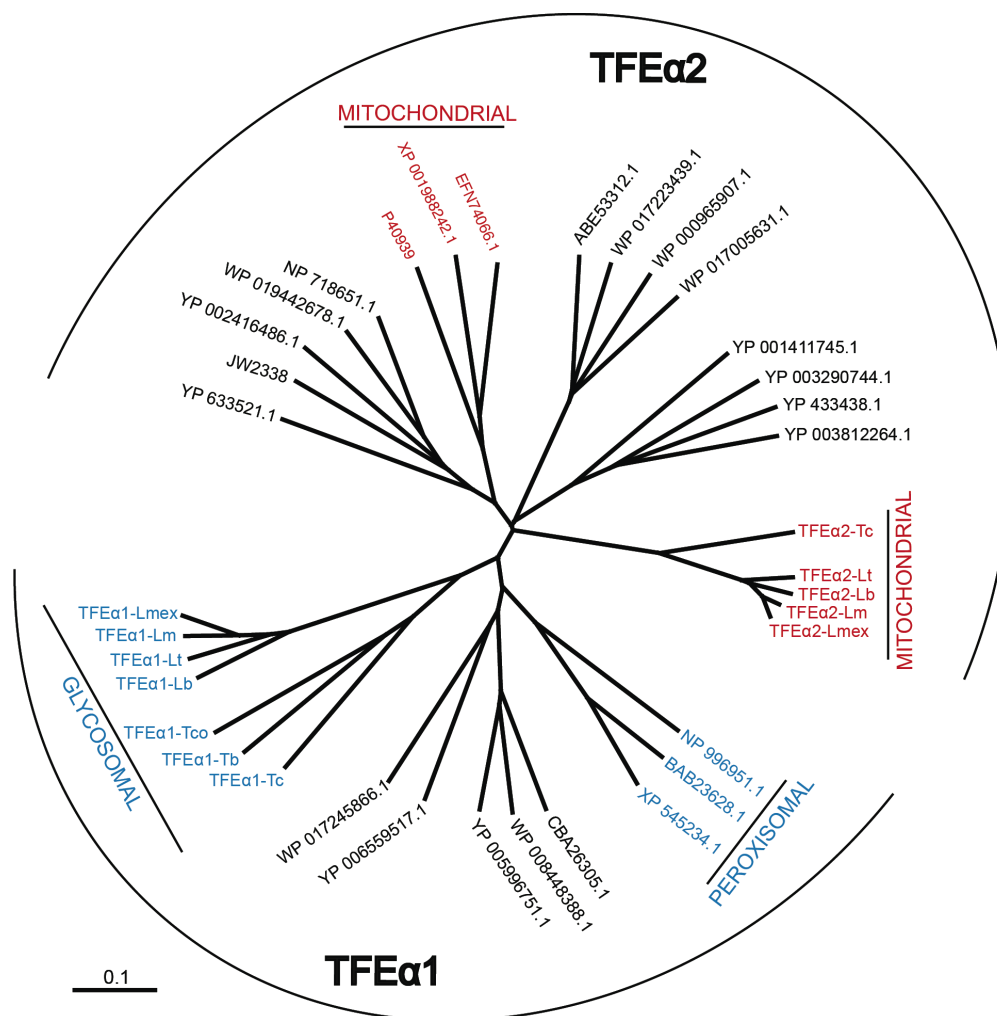 TFEα2
MITOCHONDRIAL
XP 001988242.1
EFN74066.1
P40939
ABE53312.1
WP 017223439.1
WP 000965907.1
WP 017005631.1
NP 718651.1
WP 019442678.1
YP 002416486.1
JW2338
YP 633521.1
YP 001411745.1
YP 003290744.1
YP 433438.1
YP 003812264.1
TFEα2-Tc
TFEα2-Lt
TFEα2-Lb
TFEα2-Lm
TFEα2-Lmex
MITOCHONDRIAL
TFEα1-Lmex
TFEα1-Lm
TFEα1-Lt
TFEα1-Lb
TFEα1-Tco
TFEα1-Tb
TFEα1-Tc
GLYCOSOMAL
WP 017245866.1
YP 006559517.1
YP 005996751.1
WP 008448388.1
CBA26305.1
NP 996951.1
BAB23628.1
XP 545234.1
PEROXISOMAL
TFEα1
0.1